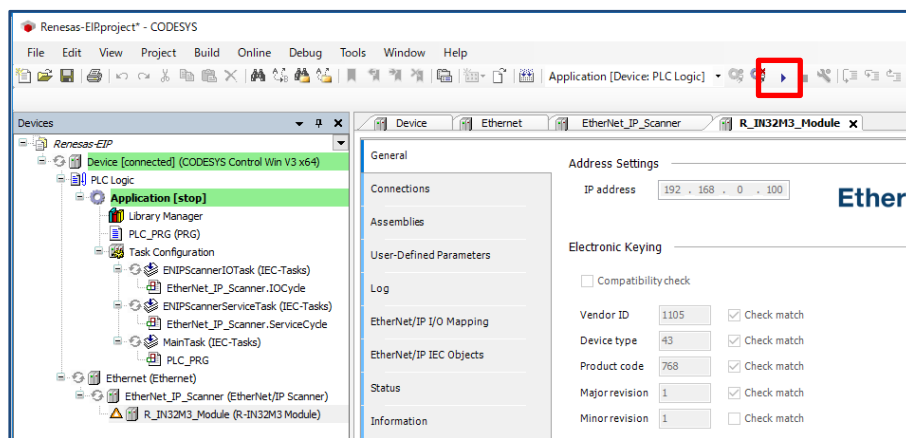 Renesas-EIP.project* - CODESYS
File Edit View Project Build Online Debug Tools Window Help
Application [Device: PLC Logic]
Devices
Device
Ethernet
EtherNet_IP_Scanner
R_IN32M3_Module
Renesas-EIP
Device [connected] (CODESYS Control Win V3 x64)
PLC Logic
Application [stop]
Library Manager
PLC_PRG (PRG)
Task Configuration
ENIPScannerIOTask (IEC-Tasks)
EtherNet_IP_Scanner.IOCycle
ENIPScannerServiceTask (IEC-Tasks)
EtherNet_IP_Scanner.ServiceCycle
MainTask (IEC-Tasks)
PLC_PRG
Ethernet (Ethernet)
EtherNet_IP_Scanner (EtherNet/IP Scanner)
R_IN32M3_Module (R-IN32M3 Module)
General
Connections
Assemblies
User-Defined Parameters
Log
EtherNet/IP I/O Mapping
EtherNet/IP IEC Objects
Status
Information
Address Settings
IP address 192 . 168 . 0 . 100
Ether
Electronic Keying
Compatibility check
Vendor ID 1105 Check match
Device type 43 Check match
Product code 768 Check match
Major revision 1 Check match
Minor revision 1 Check match